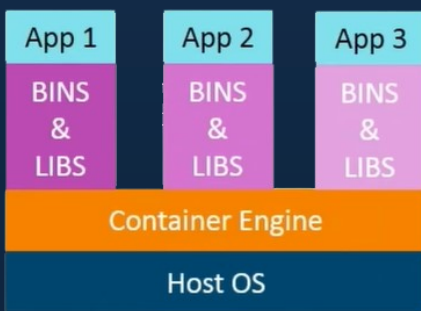 App 1
App 2
App 3
BINS
&
LIBS
BINS
&
LIBS
BINS
&
LIBS
Container Engine
Host OS